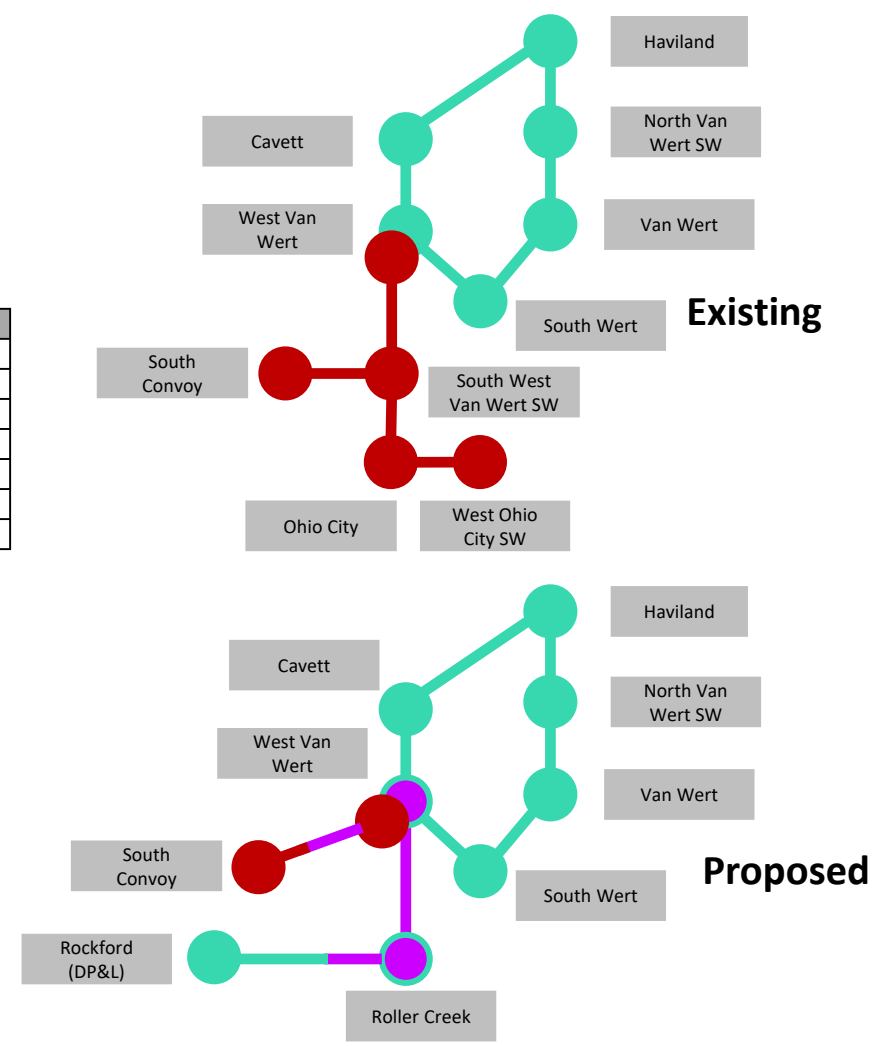 Haviland
Cavett
North Van
Wert SW
West Van
Wert
Van Wert
South Wert
Existing
South
Convoy
South West
Van Wert SW
Ohio City
West Ohio
City SW
Haviland
Cavett
North Van
Wert SW
West Van
Wert
Van Wert
South
Convoy
South Wert
Proposed
Rockford
(DP&L)
Roller Creek